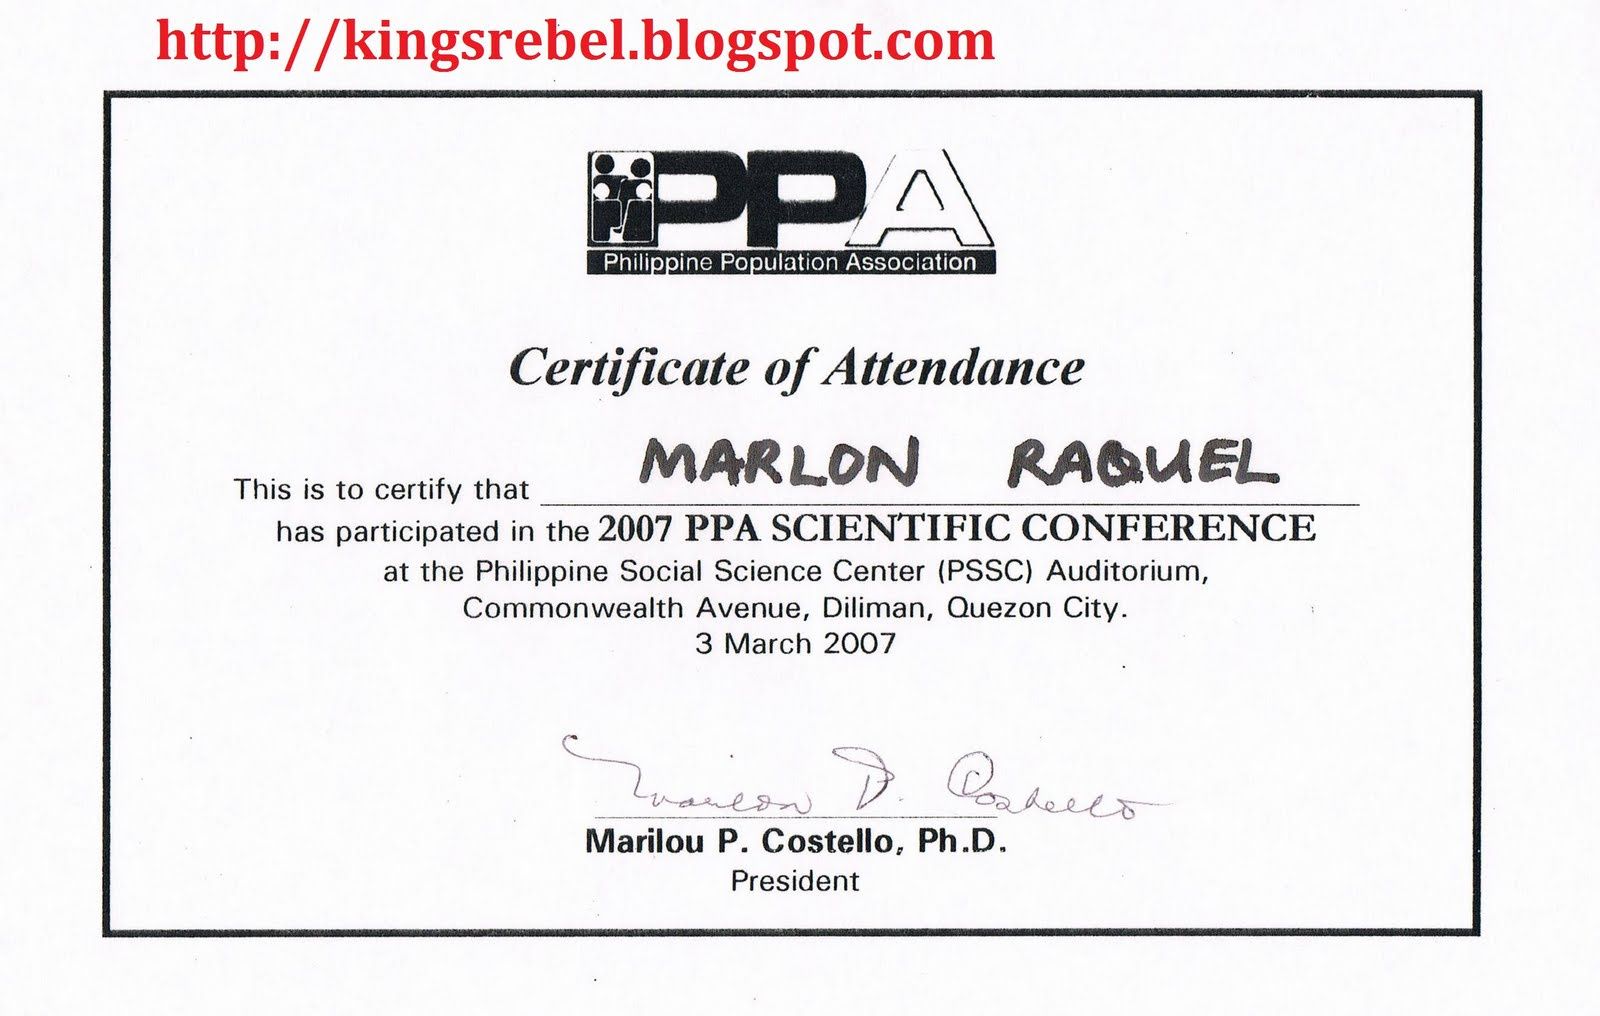 http://kingsrebel.blogspot.com
PPA
Philippine Population Association
Certificate of Attendance
MARLON RAQUEL
This is to certify that
has participated in the 2007 PPA SCIENTIFIC CONFERENCE
at the Philippine Social Science Center (PSSC) Auditorium,
Commonwealth Avenue, Diliman, Quezon City.
3 March 2007
Marilou P. Costello
Marilou P. Costello, Ph.D.
President